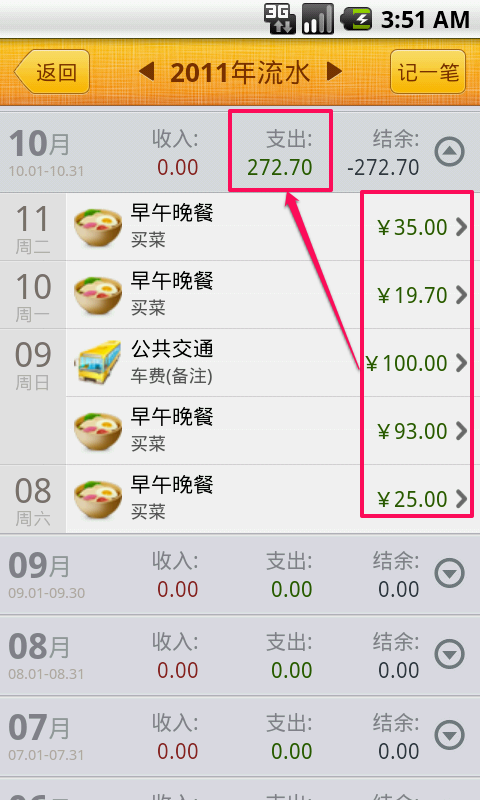 3G 3:51 AM
返回 2011年流水 记一笔
10月 收入: 支出: 结余:
10.01-10.31 0.00 272.70 -272.70
11 早午晚餐 ￥35.00
周二 买菜
10 早午晚餐 ￥19.70
周一 买菜
09 公共交通 ￥100.00
周日 车费(备注)
早午晚餐 ￥93.00
买菜
08 早午晚餐 ￥25.00
周六 买菜
09月 收入: 支出: 结余:
09.01-09.30 0.00 0.00 0.00
08月 收入: 支出: 结余:
08.01-08.31 0.00 0.00 0.00
07月 收入: 支出: 结余:
07.01-07.31 0.00 0.00 0.00
收入: 支出: 结余: